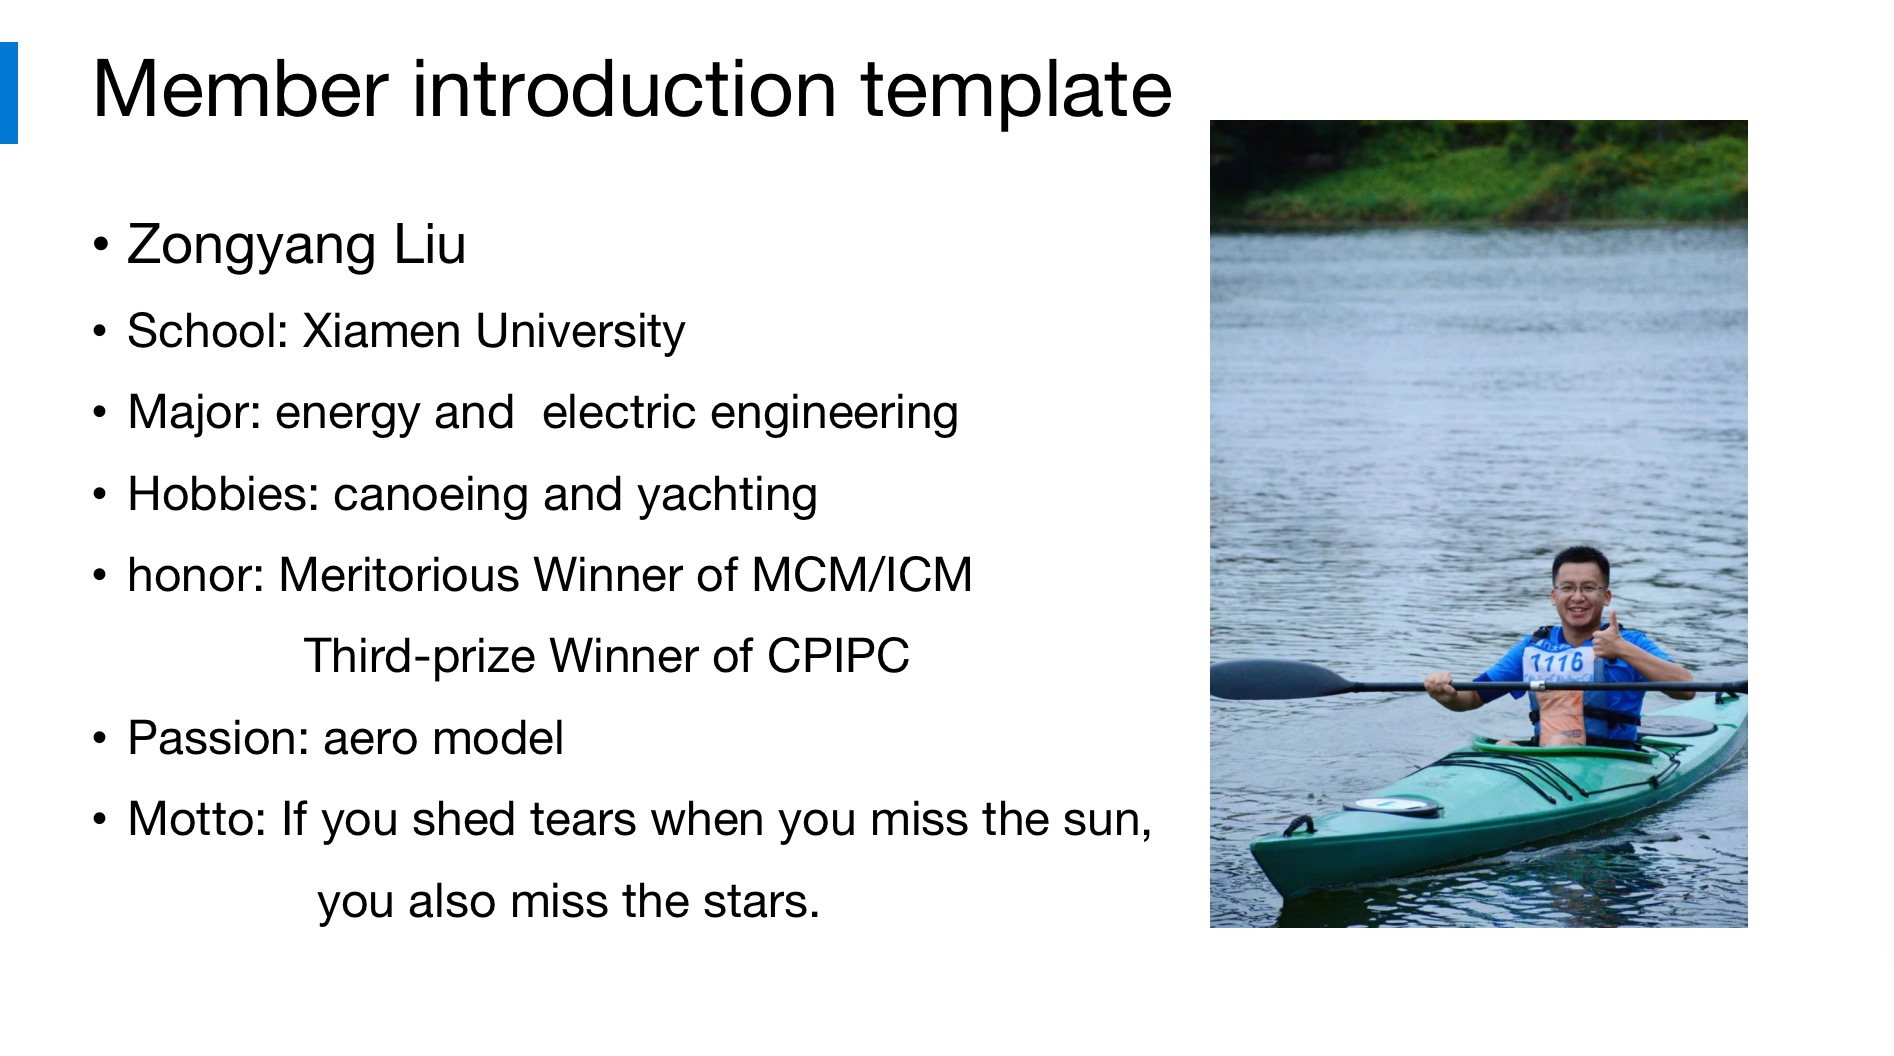 Member introduction template
• Zongyang Liu
• School: Xiamen University
• Major: energy and  electric engineering
• Hobbies: canoeing and yachting
• honor: Meritorious Winner of MCM/ICM
Third-prize Winner of CPIPC
• Passion: aero model
• Motto: If you shed tears when you miss the sun,
you also miss the stars.
1116